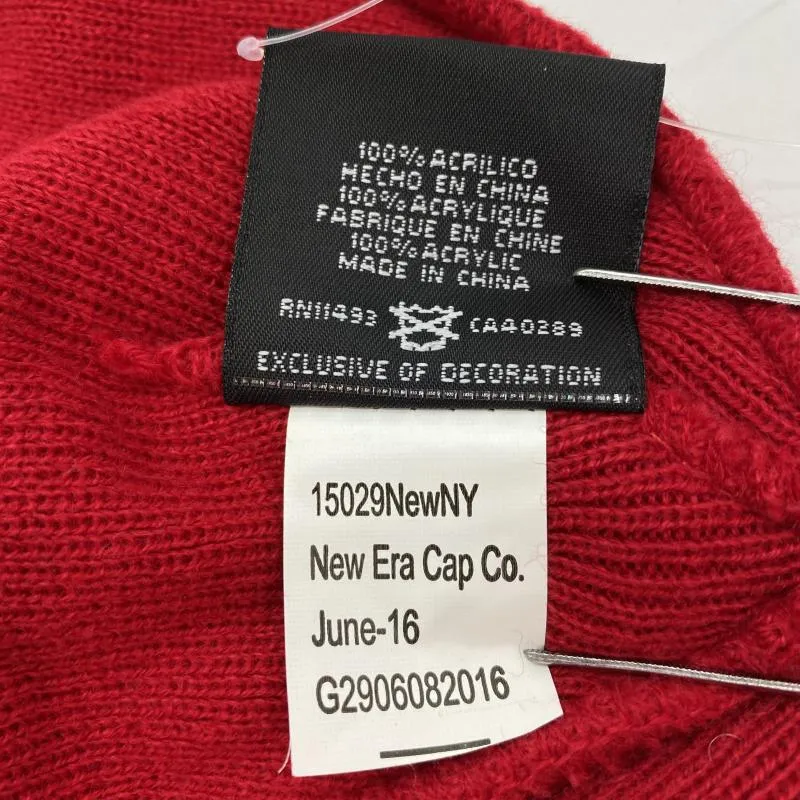 100% ACRILICO
HECHO EN CHINA
100% ACRYLIQUE
FABRIQUE EN CHINE
100% ACRYLIC
MADE IN CHINA
RN11493 CA40289
EXCLUSIVE OF DECORATION
15029NewNY
New Era Cap Co.
June-16
G2906082016